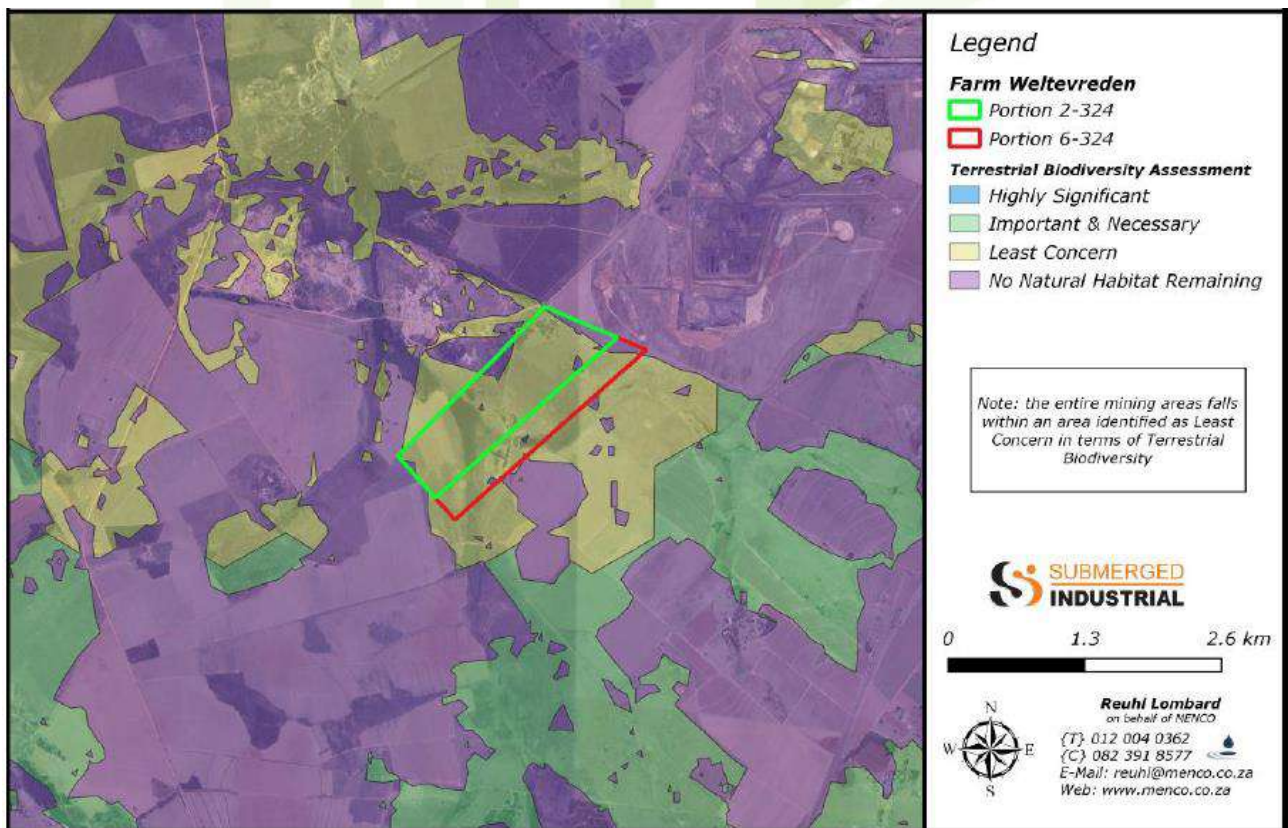 Legend
Farm Weltevreden
Portion 2-324
Portion 6-324
Terrestrial Biodiversity Assessment
Highly Significant
Important & Necessary
Least Concern
No Natural Habitat Remaining
Note: the entire mining areas falls
within an area identified as Least
Concern in terms of Terrestrial
Biodiversity
SUBMERGED
INDUSTRIAL
0 1.3 2.6 km
N
W E
S
Reuhl Lombard
on behalf of MENCO
{T} 012 004 0362
{C} 082 391 8577
E-Mail: reuhl@menco.co.za
Web: www.menco.co.za